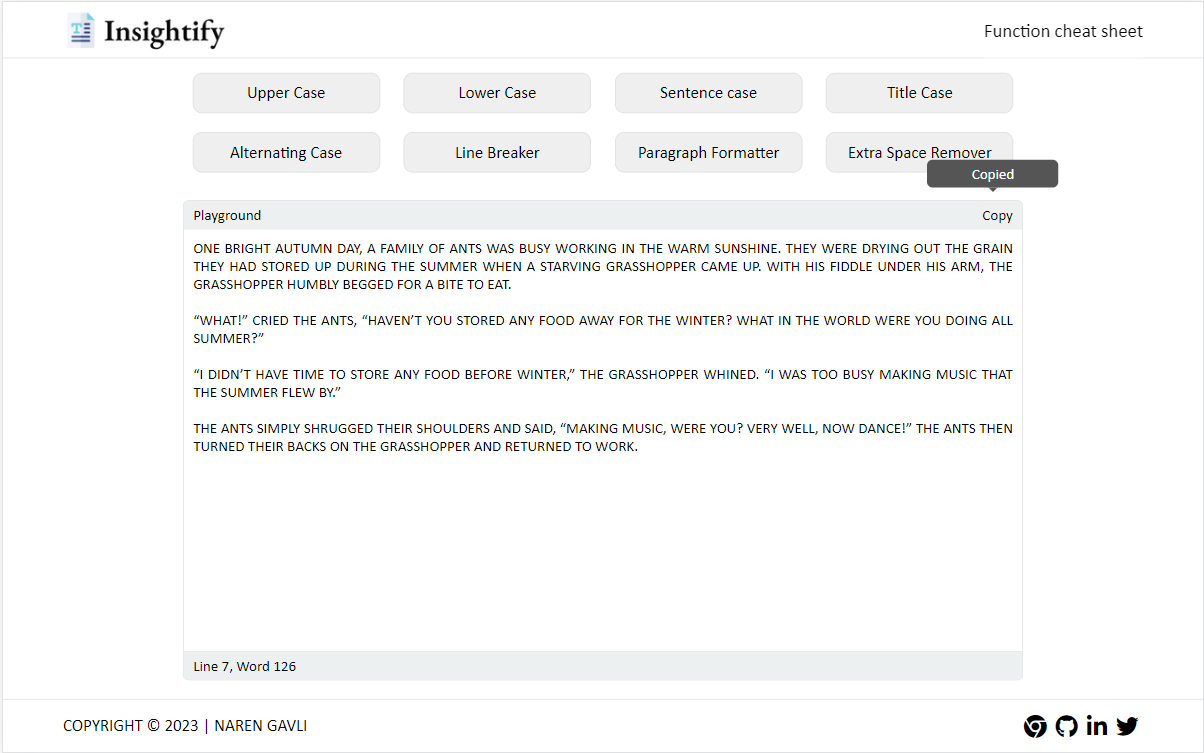 Insightify
Function cheat sheet
Upper Case
Lower Case
Sentence case
Title Case
Alternating Case
Line Breaker
Paragraph Formatter
Extra Space Remover
Copied
Playground
Copy
ONE BRIGHT AUTUMN DAY, A FAMILY OF ANTS WAS BUSY WORKING IN THE WARM SUNSHINE. THEY WERE DRYING OUT THE GRAIN
THEY HAD STORED UP DURING THE SUMMER WHEN A STARVING GRASSHOPPER CAME UP. WITH HIS FIDDLE UNDER HIS ARM, THE
GRASSHOPPER HUMBLY BEGGED FOR A BITE TO EAT.
“WHAT!” CRIED THE ANTS, “HAVEN’T YOU STORED ANY FOOD AWAY FOR THE WINTER? WHAT IN THE WORLD WERE YOU DOING ALL
SUMMER?”
“I DIDN’T HAVE TIME TO STORE ANY FOOD BEFORE WINTER,” THE GRASSHOPPER WHINED. “I WAS TOO BUSY MAKING MUSIC THAT
THE SUMMER FLEW BY.”
THE ANTS SIMPLY SHRUGGED THEIR SHOULDERS AND SAID, “MAKING MUSIC, WERE YOU? VERY WELL, NOW DANCE!” THE ANTS THEN
TURNED THEIR BACKS ON THE GRASSHOPPER AND RETURNED TO WORK.
Line 7, Word 126
COPYRIGHT © 2023 | NAREN GAVLI